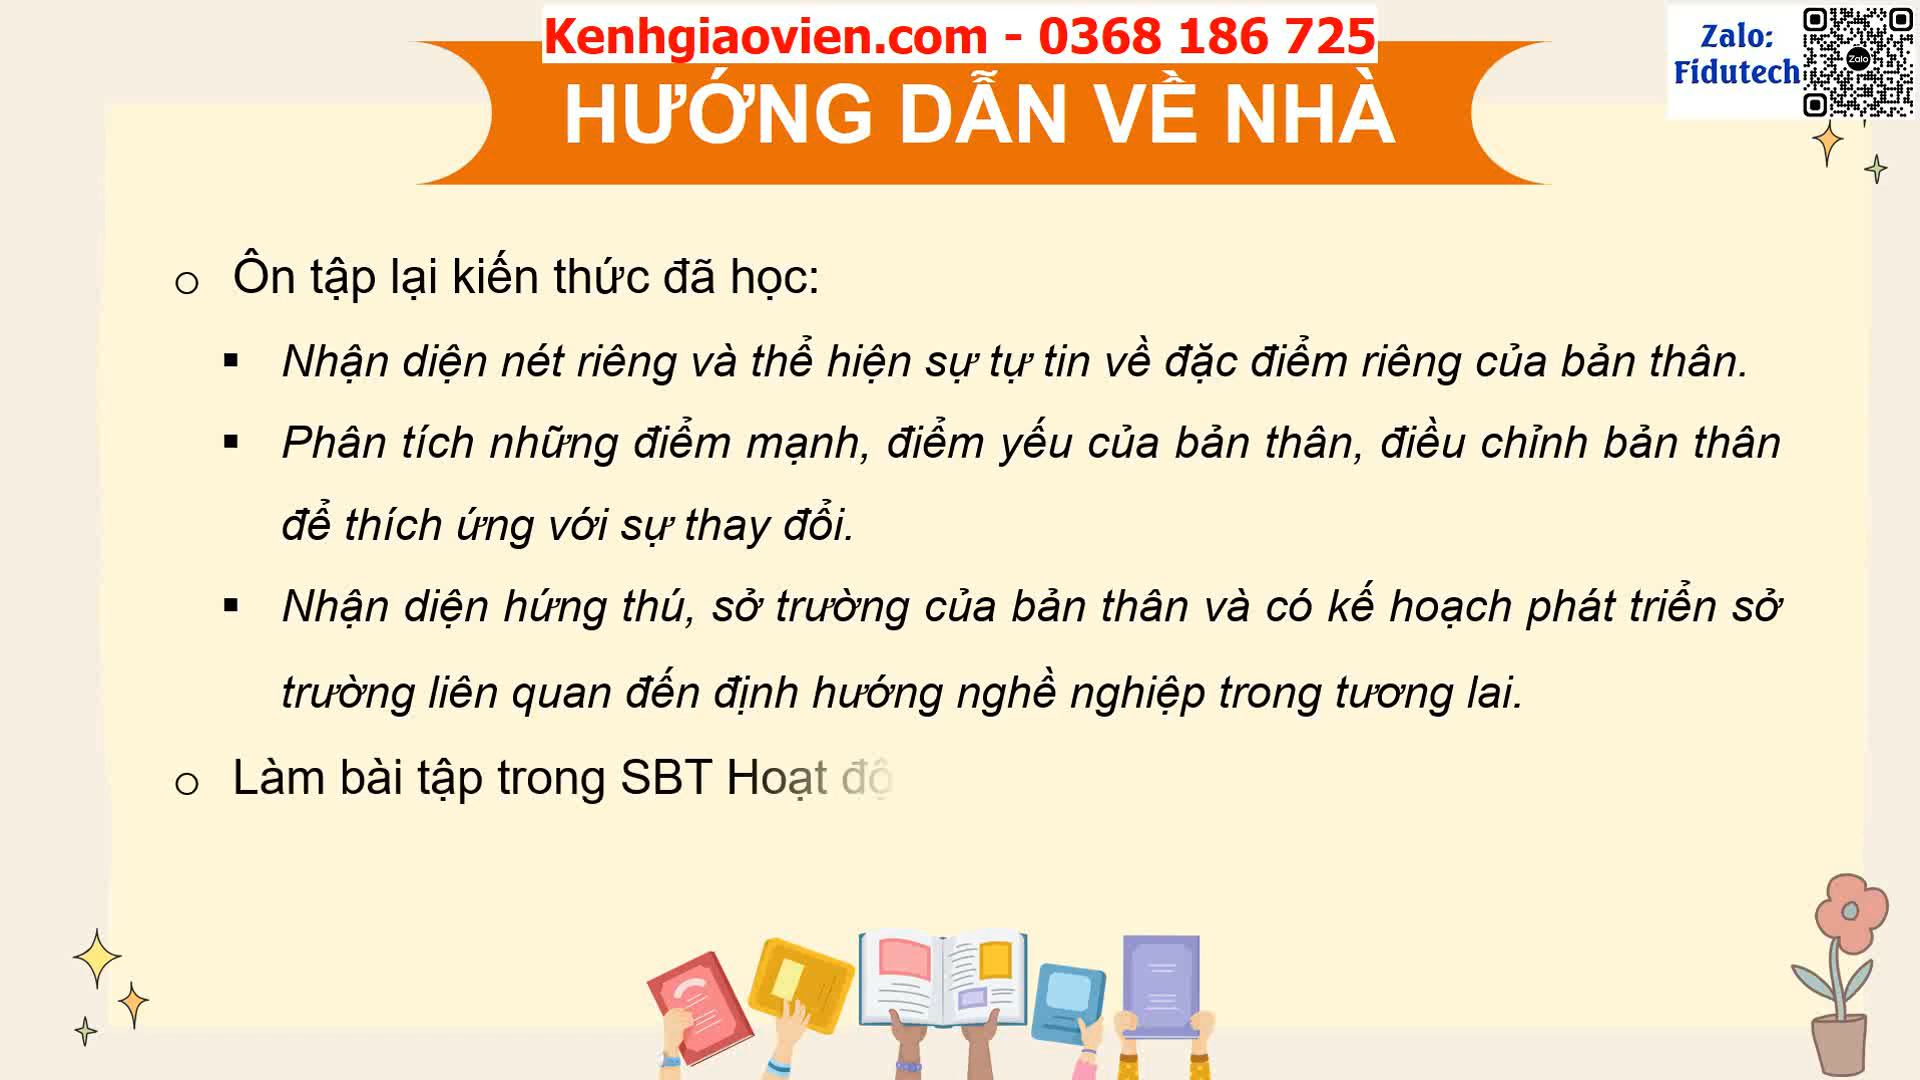 Kenhgiaovien.com - 0368 186 725
Zalo:
Fidutech
Zalo
HƯỚNG DẪN VỀ NHÀ
Ôn tập lại kiến thức đã học:
Nhận diện nét riêng và thể hiện sự tự tin về đặc điểm riêng của bản thân.
Phân tích những điểm mạnh, điểm yếu của bản thân, điều chỉnh bản thân
để thích ứng với sự thay đổi.
Nhận diện hứng thú, sở trường của bản thân và có kế hoạch phát triển sở
trường liên quan đến định hướng nghề nghiệp trong tương lai.
Làm bài tập trong SBT Hoạt độ